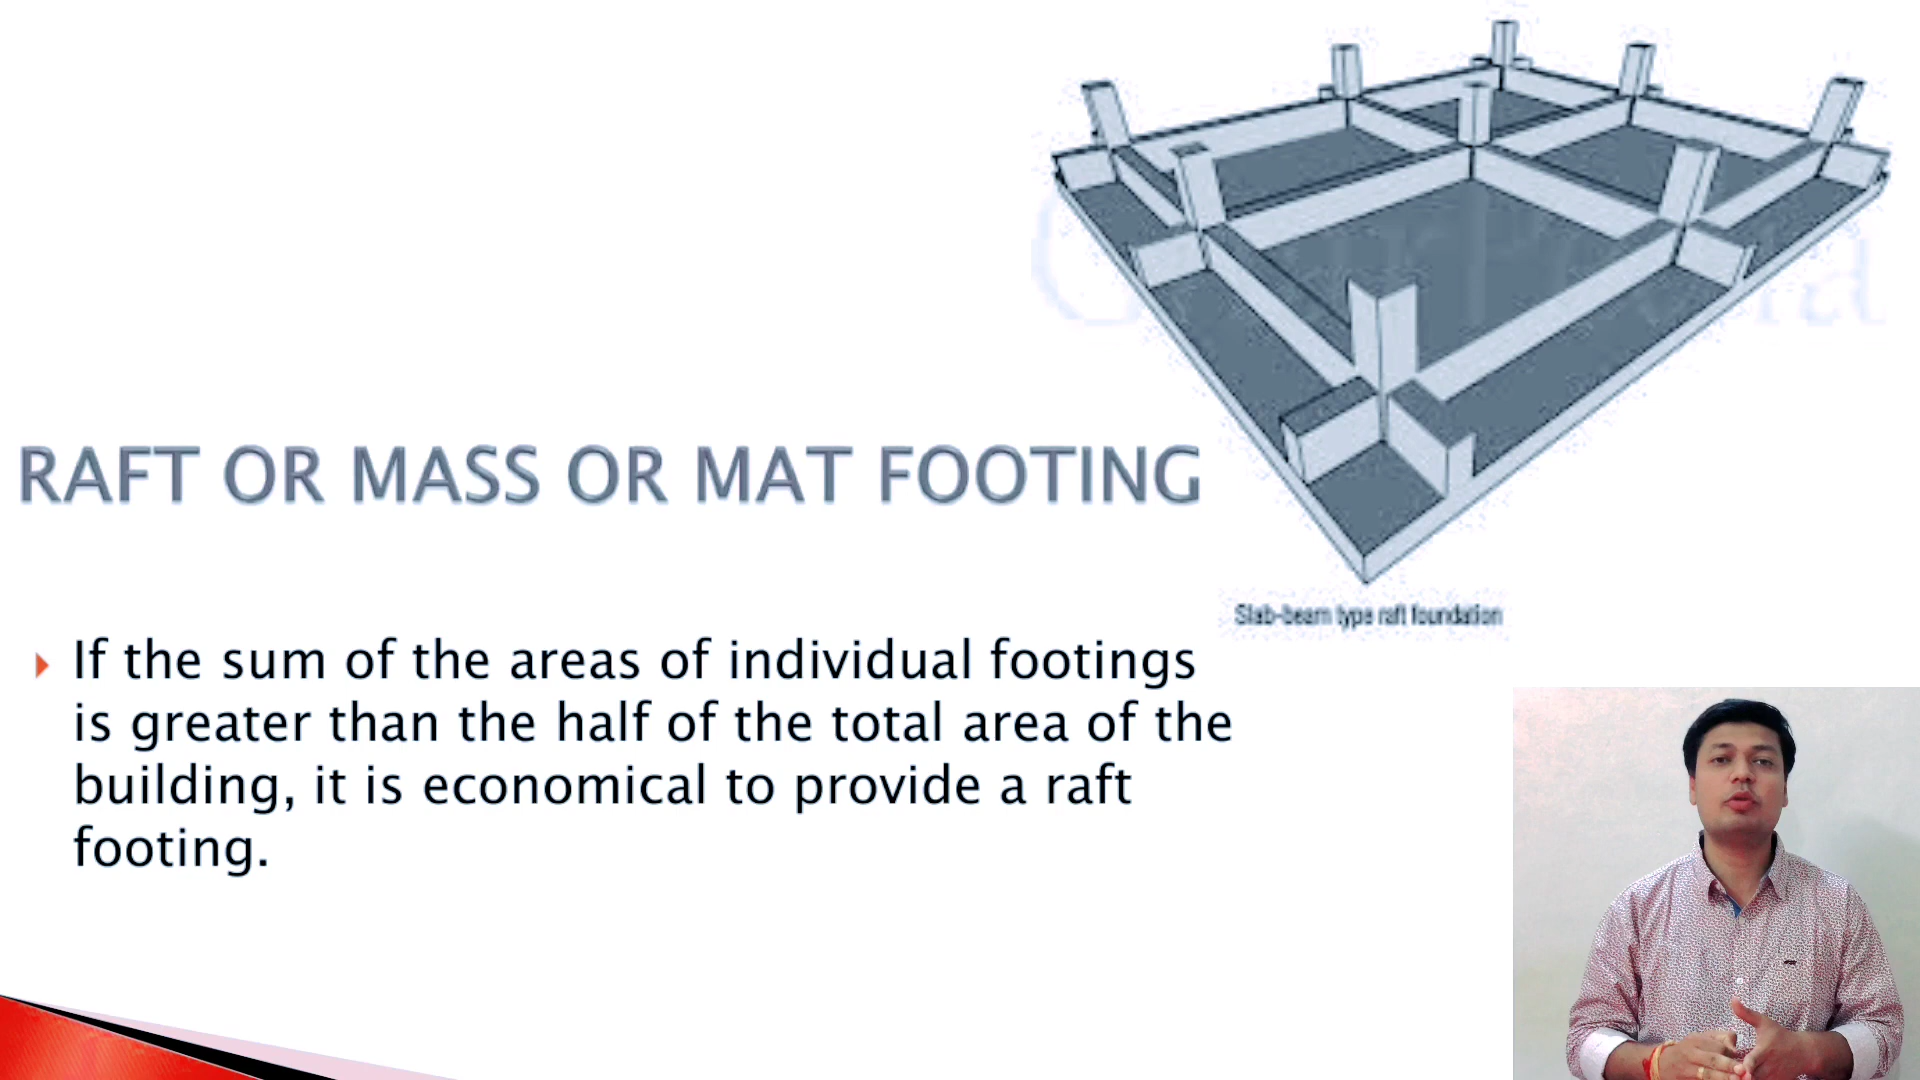 RAFT OR MASS OR MAT FOOTING
Slab-beam type raft foundation
If the sum of the areas of individual footings
is greater than the half of the total area of the
building, it is economical to provide a raft
footing.